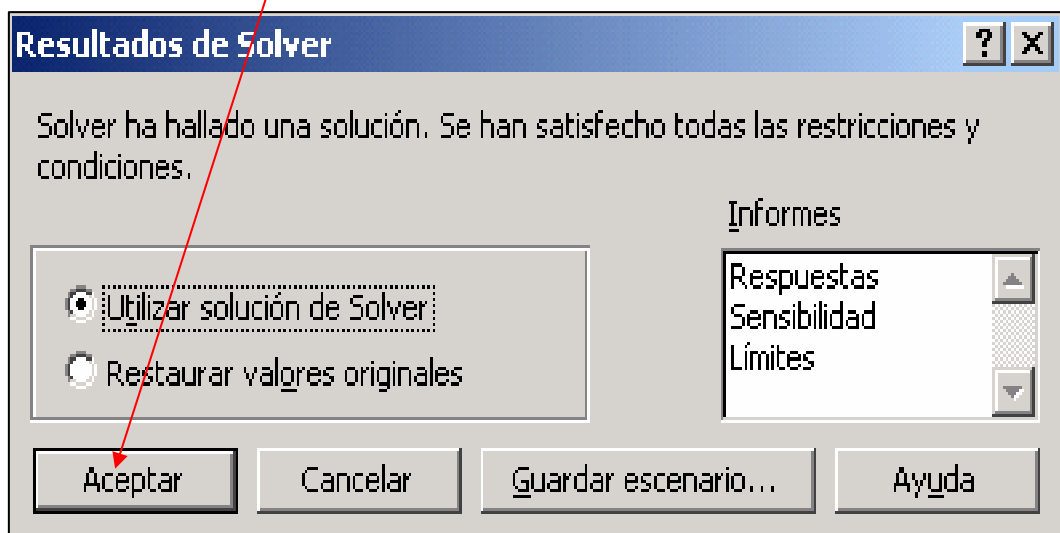 Resultados de Solver
Solver ha hallado una solución. Se han satisfecho todas las restricciones y
condiciones.
Informes
Utilizar solución de Solver
Restaurar valores originales
Respuestas
Sensibilidad
Límites
Aceptar
Cancelar
Guardar escenario...
Ayuda